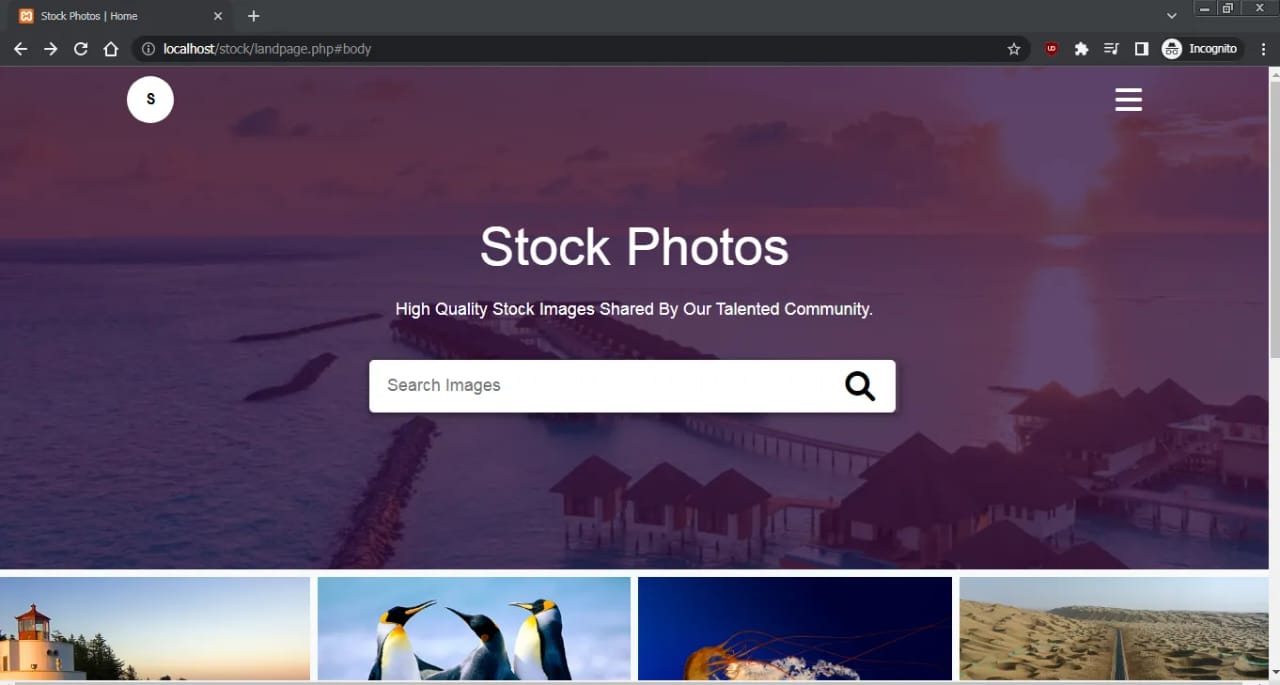 Stock Photos | Home
localhost/stock/landpage.php#body
Incognito
S
Stock Photos
High Quality Stock Images Shared By Our Talented Community.
Search Images